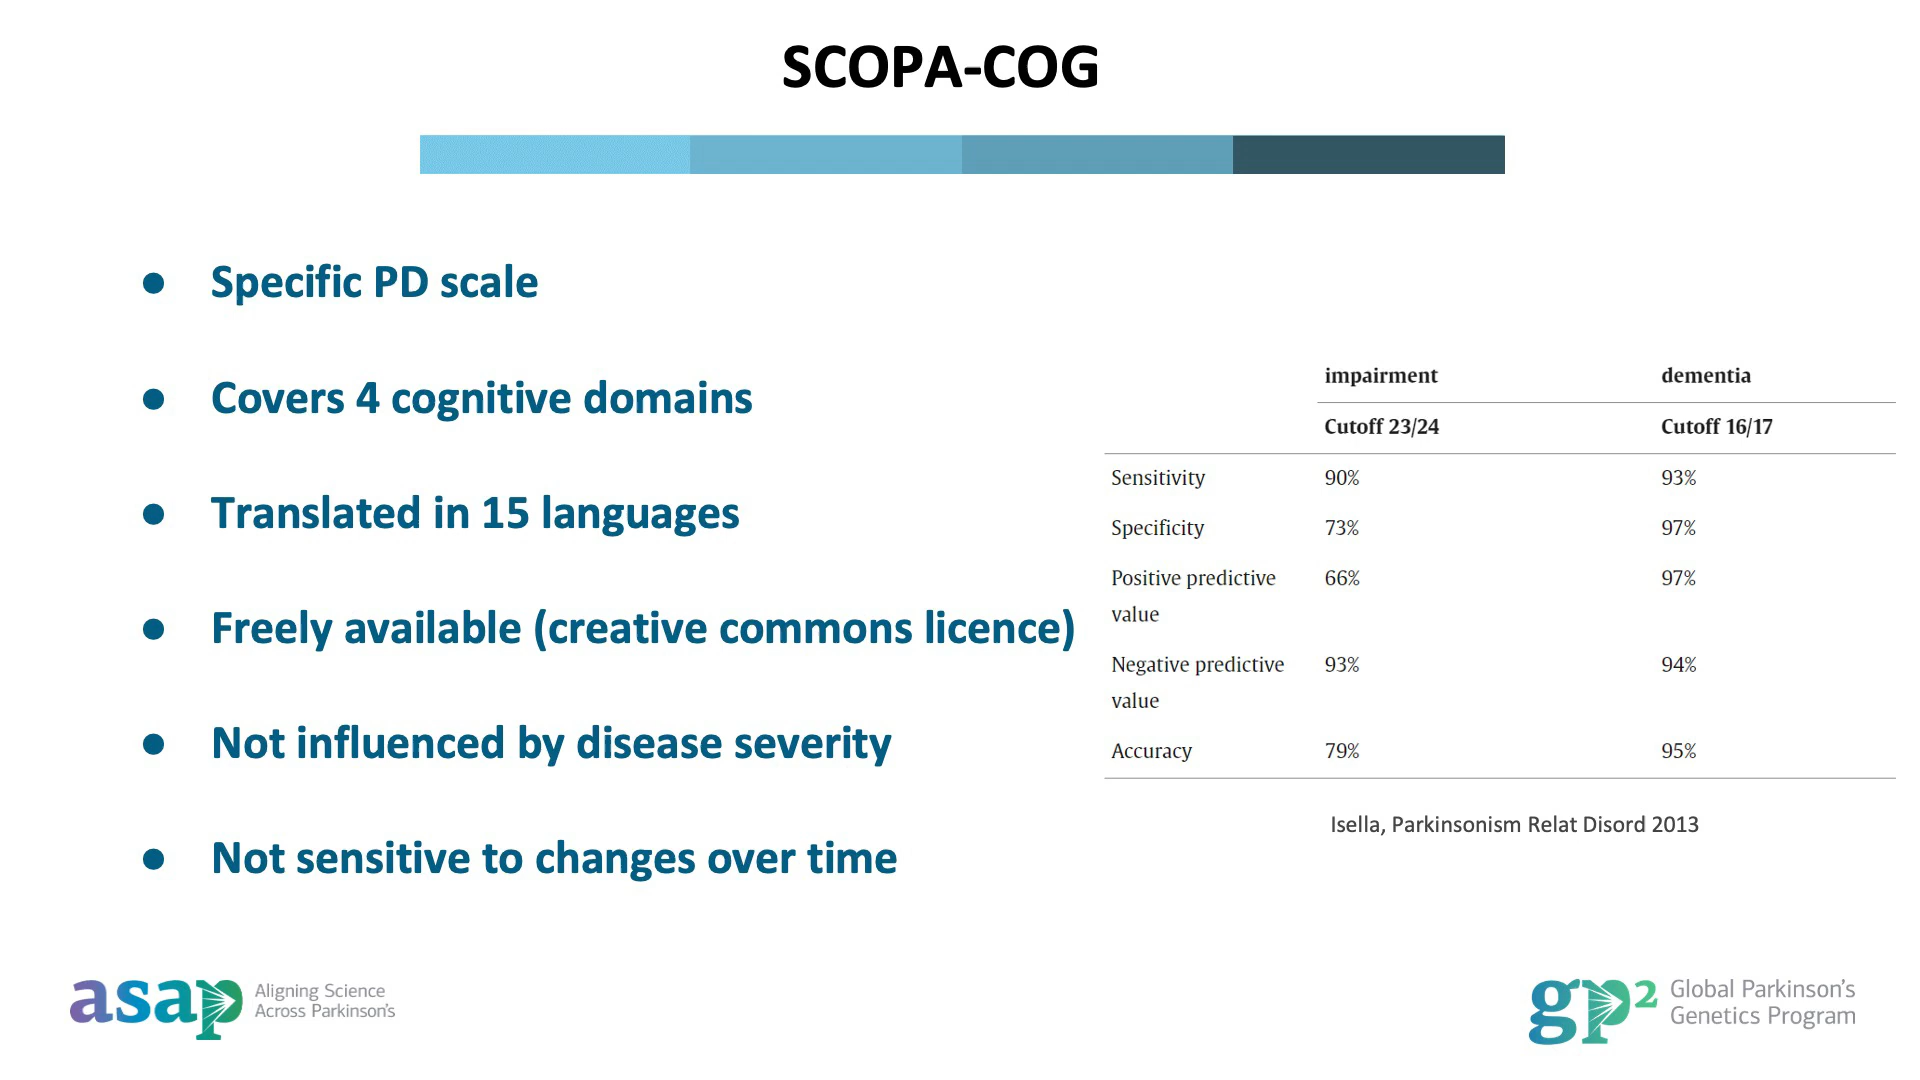 SCOPA-COG
● Specific PD scale
● Covers 4 cognitive domains
● Translated in 15 languages
● Freely available (creative commons licence)
● Not influenced by disease severity
● Not sensitive to changes over time
impairment dementia
Cutoff 23/24 Cutoff 16/17
Sensitivity 90% 93%
Specificity 73% 97%
Positive predictive 66% 97%
value
Negative predictive 93% 94%
value
Accuracy 79% 95%
Isella, Parkinsonism Relat Disord 2013
asap Aligning Science
Across Parkinson's
gp2 Global Parkinson's
Genetics Program